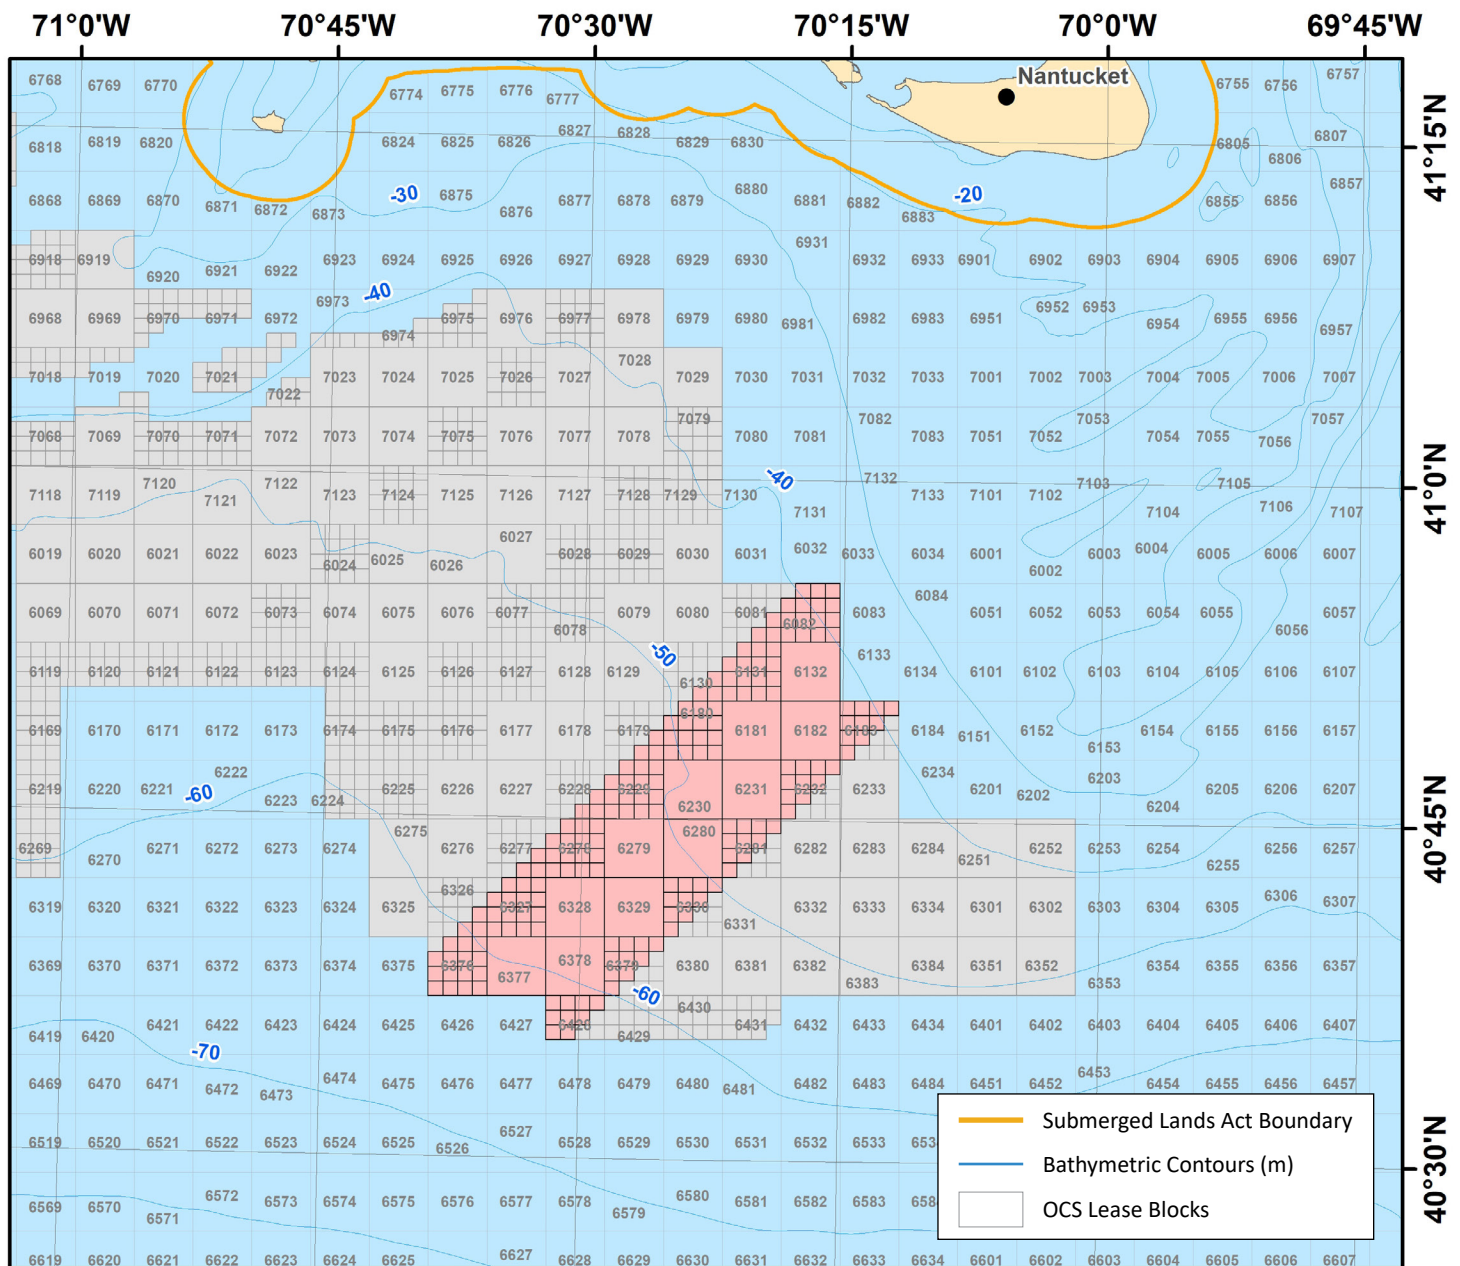 71°0'W 70°45'W 70°30'W 70°15'W 70°0'W 69°45'W
Nantucket
6768 6769 6770 6774 6775 6776 6777 6755 6756 6757
41°15'N
6818 6819 6820 6824 6825 6826 6827 6828 6829 6830 6805 6806 6807
6868 6869 6870 6871 6872 6873 -30 6875 6876 6877 6878 6879 6880 6881 6882 6883 -20 6855 6856 6857
6918 6919 6920 6921 6922 6923 6924 6925 6926 6927 6928 6929 6930 6931 6932 6933 6901 6902 6903 6904 6905 6906 6907
6968 6969 6970 6971 6972 6973 -40 6974 6975 6976 6977 6978 6979 6980 6981 6982 6983 6951 6952 6953 6954 6955 6956 6957
7018 7019 7020 7021 7022 7023 7024 7025 7026 7027 7028 7029 7030 7031 7032 7033 7001 7002 7003 7004 7005 7006 7007
7068 7069 7070 7071 7072 7073 7074 7075 7076 7077 7078 7079 7080 7081 7082 7083 7051 7052 7053 7054 7055 7056 7057
41°0'N
7118 7119 7120 7121 7122 7123 7124 7125 7126 7127 7128 7129 7130 -40 7131 7132 7133 7101 7102 7103 7104 7105 7106 7107
6019 6020 6021 6022 6023 6024 6025 6026 6027 6028 6029 6030 6031 6032 6033 6034 6001 6002 6003 6004 6005 6006 6007
6069 6070 6071 6072 6073 6074 6075 6076 6077 6078 6079 6080 6081 6082 6083 6084 6051 6052 6053 6054 6055 6056 6057
6119 6120 6121 6122 6123 6124 6125 6126 6127 6128 6129 -50 6130 6131 6132 6133 6134 6101 6102 6103 6104 6105 6106 6107
6169 6170 6171 6172 6173 6174 6175 6176 6177 6178 6179 6180 6181 6182 6183 6184 6151 6152 6153 6154 6155 6156 6157
6219 6220 6221 -60 6222 6223 6224 6225 6226 6227 6228 6229 6230 6231 6232 6233 6234 6201 6202 6203 6204 6205 6206 6207
40°45'N
6269 6270 6271 6272 6273 6274 6275 6276 6277 6278 6279 6280 6281 6282 6283 6284 6251 6252 6253 6254 6255 6256 6257
6319 6320 6321 6322 6323 6324 6325 6326 6327 6328 6329 6330 6331 6332 6333 6334 6301 6302 6303 6304 6305 6306 6307
6369 6370 6371 6372 6373 6374 6375 6376 6377 6378 6379 -60 6380 6381 6382 6383 6384 6351 6352 6353 6354 6355 6356 6357
6419 6420 6421 6422 6423 6424 6425 6426 6427 6428 6429 6430 6431 6432 6433 6434 6401 6402 6403 6404 6405 6406 6407
-70
6469 6470 6471 6472 6473 6474 6475 6476 6477 6478 6479 6480 6481 6482 6483 6484 6451 6452 6453 6454 6455 6456 6457
Submerged Lands Act Boundary
6519 6520 6521 6522 6523 6524 6525 6526 6527 6528 6529 6530 6531 6532 6533 653
Bathymetric Contours (m)
40°30'N
6569 6570 6571 6572 6573 6574 6575 6576 6577 6578 6579 6580 6581 6582 6583 658
OCS Lease Blocks
6619 6620 6621 6622 6623 6624 6625 6627 6628 6629 6630 6631 6632 6633 6634 6601 6602 6603 6604 6605 6606 6607